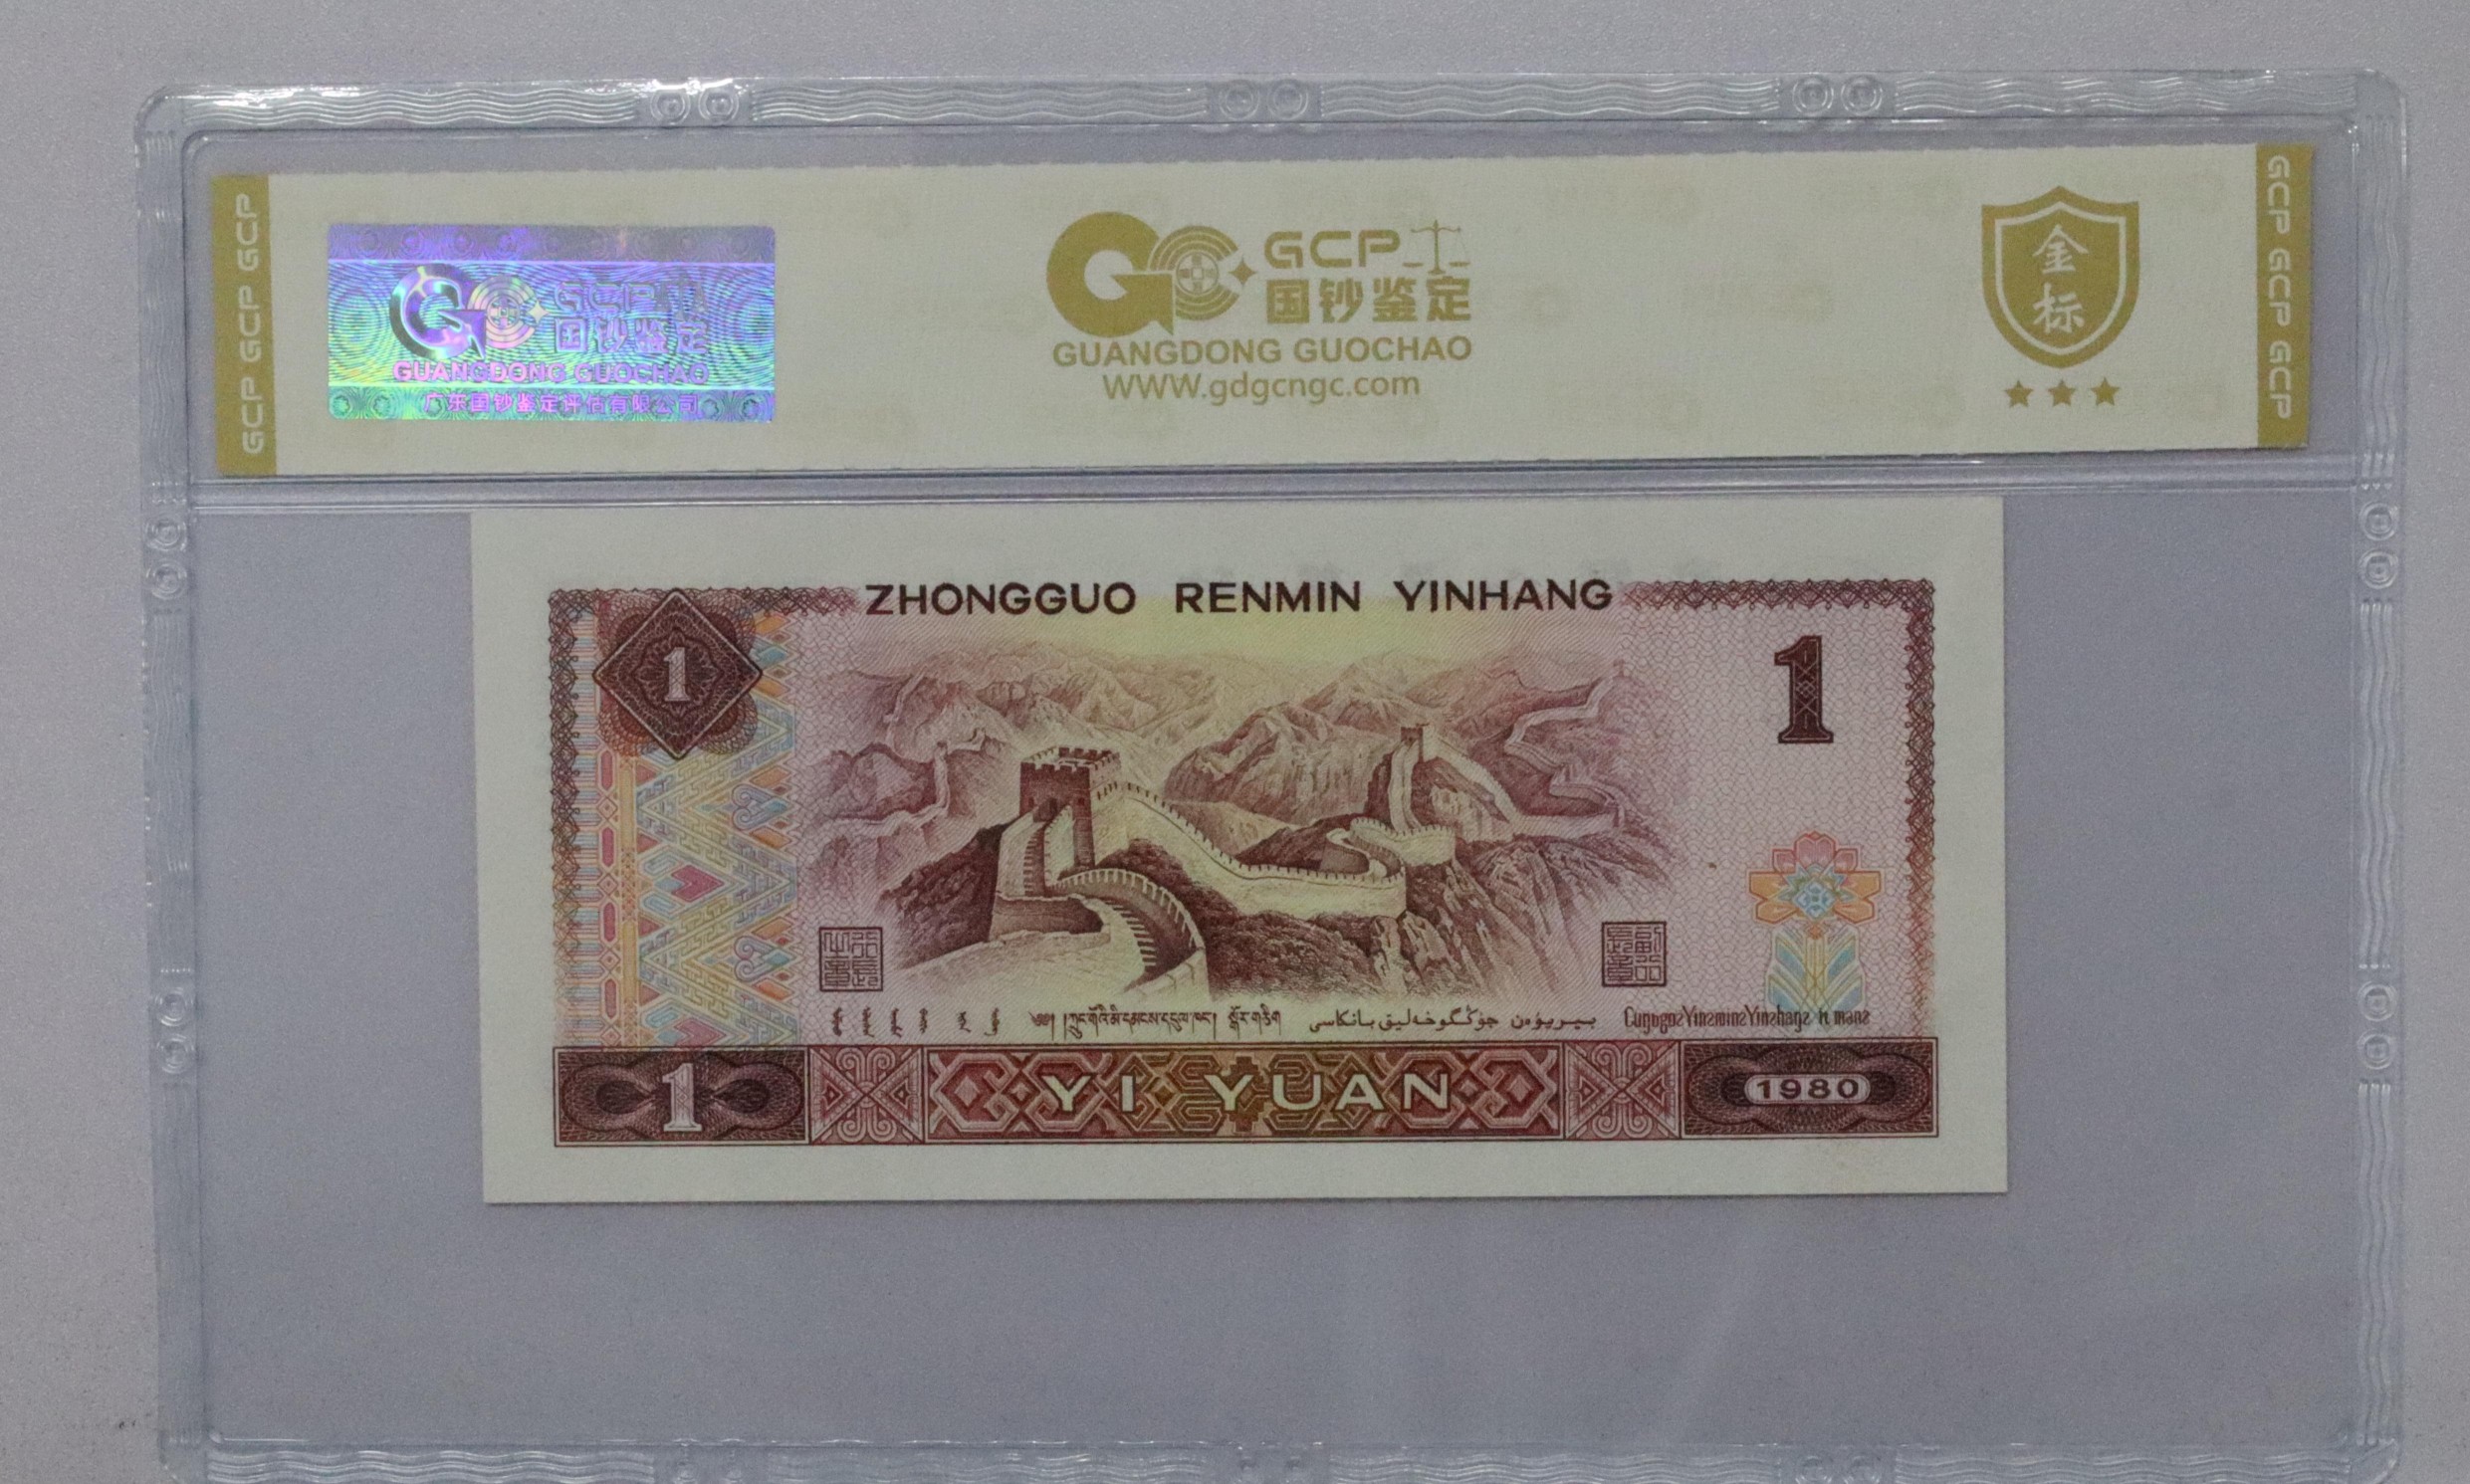 GCP GCP GCP
GCP
国钞鉴定
GUANGDONG GUOCHAO
广东国钞鉴定评估有限公司
GCP
国钞鉴定
GUANGDONG GUOCHAO
WWW.gdgcngc.com
金
标
GCP GCP GCP
ZHONGGUO RENMIN YINHANG
1
1
1
YI YUAN
1980